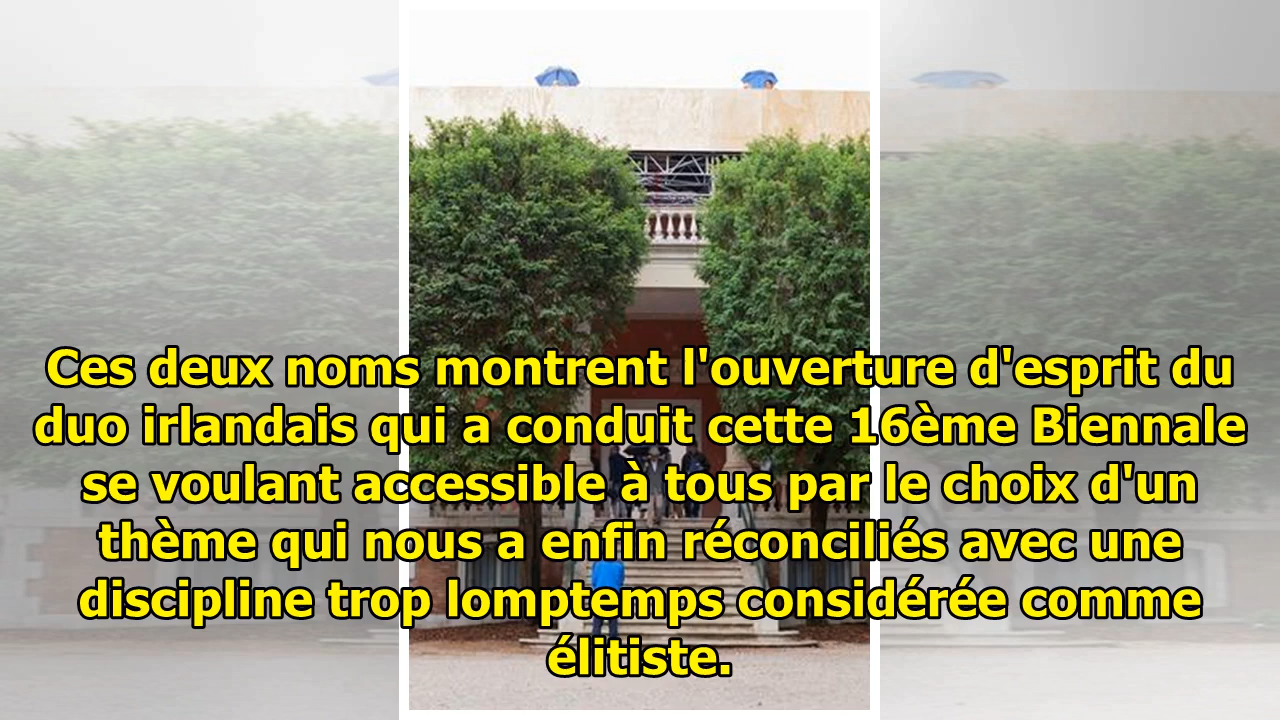 Ces deux noms montrent l'ouverture d'esprit du
duo irlandais qui a conduit cette 16ème Biennale
se voulant accessible à tous par le choix d'un
thème qui nous a enfin réconciliés avec une
discipline trop lomptemps considérée comme
élitiste.